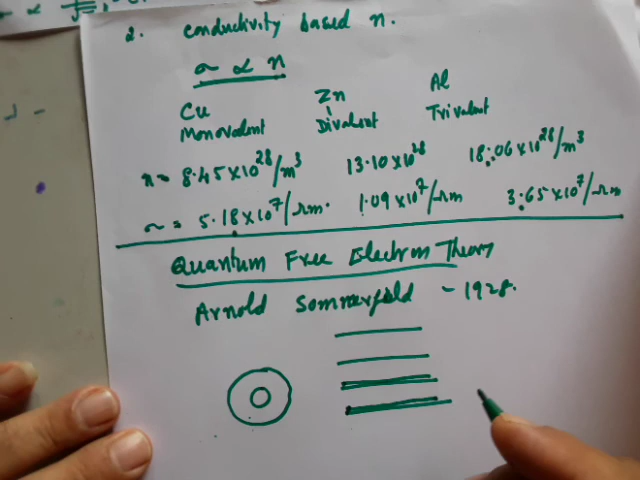 2. Conductivity based n.
σ ∝ n
Cu Zn Al
Monovalent Divalent Trivalent
n = 8.45×10²⁸/m³ 13.10×10²⁸ 18.06×10²⁸/m³
σ = 5.18×10⁷/Ωm. 1.09×10⁷/Ωm 3.65×10⁷/Ωm
Quantum Free Electron Theory
Arnold Sommerfeld - 1928.